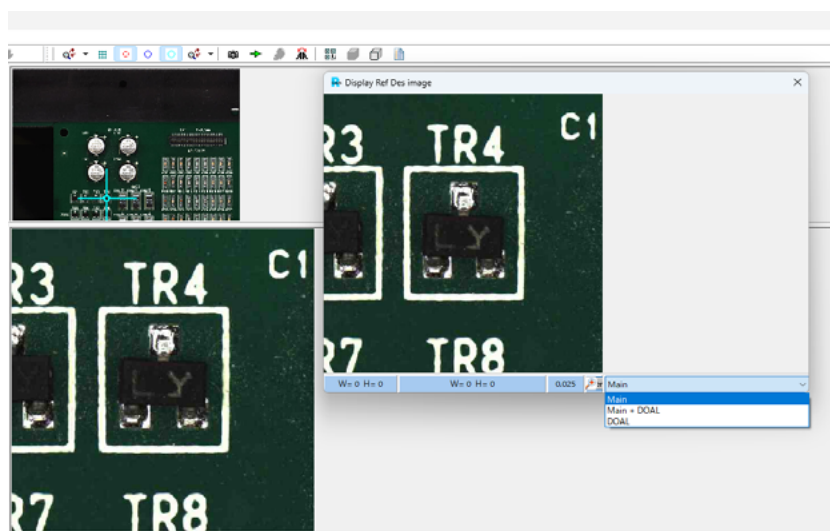 Display Ref Des image
R3 TR4 C1
R7 TR8
LY
W= 0 H= 0 W= 0 H= 0 0.025 Main
Main
Main + DOAL
DOAL
R3 TR4 C1
LY
R7 TR8